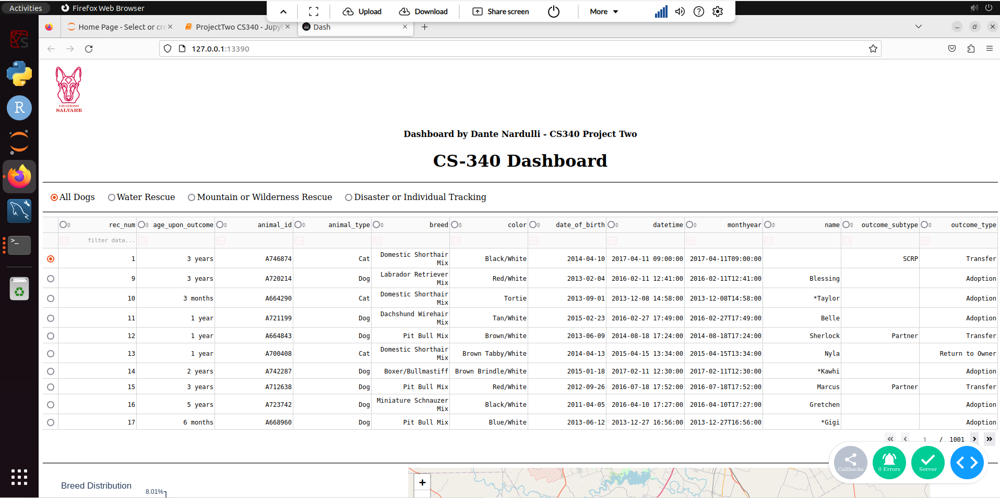 Activities Firefox Web Browser
Upload Download Share screen More
Home Page - Select or cre ProjectTwo CS340 - Jupyt Dash
127.0.0.1:13390
GRAZIOSO
SALVARE
Dashboard by Dante Nardulli - CS340 Project Two
CS-340 Dashboard
All Dogs Water Rescue Mountain or Wilderness Rescue Disaster or Individual Tracking
rec_num age_upon_outcome animal_id animal_type breed color date_of_birth datetime monthyear name outcome_subtype outcome_type
filter data...
1 3 years A746874 Cat Domestic Shorthair Mix Black/White 2014-04-10 2017-04-11 09:00:00 2017-04-11T09:00:00 SCRP Transfer
9 3 years A720214 Dog Labrador Retriever Mix Red/White 2013-02-04 2016-02-11 12:41:00 2016-02-11T12:41:00 Blessing Adoption
10 3 months A664290 Cat Domestic Shorthair Mix Tortie 2013-09-01 2013-12-08 14:58:00 2013-12-08T14:58:00 *Taylor Adoption
11 1 year A721199 Dog Dachshund Wirehair Mix Tan/White 2015-02-23 2016-02-27 17:49:00 2016-02-27T17:49:00 Belle Adoption
12 1 year A664843 Dog Pit Bull Mix Brown/White 2013-06-09 2014-08-18 17:24:00 2014-08-18T17:24:00 Sherlock Partner Transfer
13 1 year A700408 Cat Domestic Shorthair Mix Brown Tabby/White 2014-04-13 2015-04-15 13:34:00 2015-04-15T13:34:00 Nyla Return to Owner
14 2 years A742287 Dog Boxer/Bullmastiff Brown Brindle/White 2015-01-18 2017-02-11 12:30:00 2017-02-11T12:30:00 *Kawhi Adoption
15 3 years A712638 Dog Pit Bull Mix Red/White 2012-09-26 2016-07-18 17:52:00 2016-07-18T17:52:00 Marcus Partner Transfer
16 5 years A723742 Dog Miniature Schnauzer Mix Black/White 2011-04-05 2016-04-10 17:27:00 2016-04-10T17:27:00 Gretchen Adoption
17 6 months A668960 Dog Pit Bull Mix Blue/White 2013-06-12 2013-12-27 16:56:00 2013-12-27T16:56:00 *Gigi Adoption
« ‹ 1 / 1001 › »
Callbacks 0 Errors Server
+
Breed Distribution
8.01%